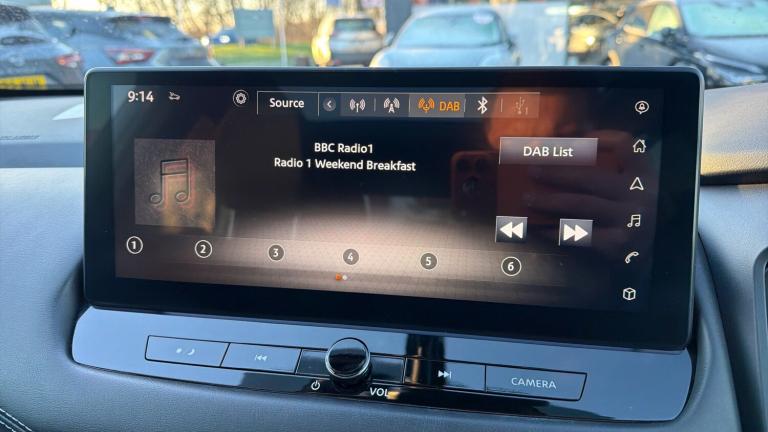 9:14
Source
DAB
1
BBC Radio1
Radio 1 Weekend Breakfast
DAB List
1
2
3
4
5
6
VOL
CAMERA